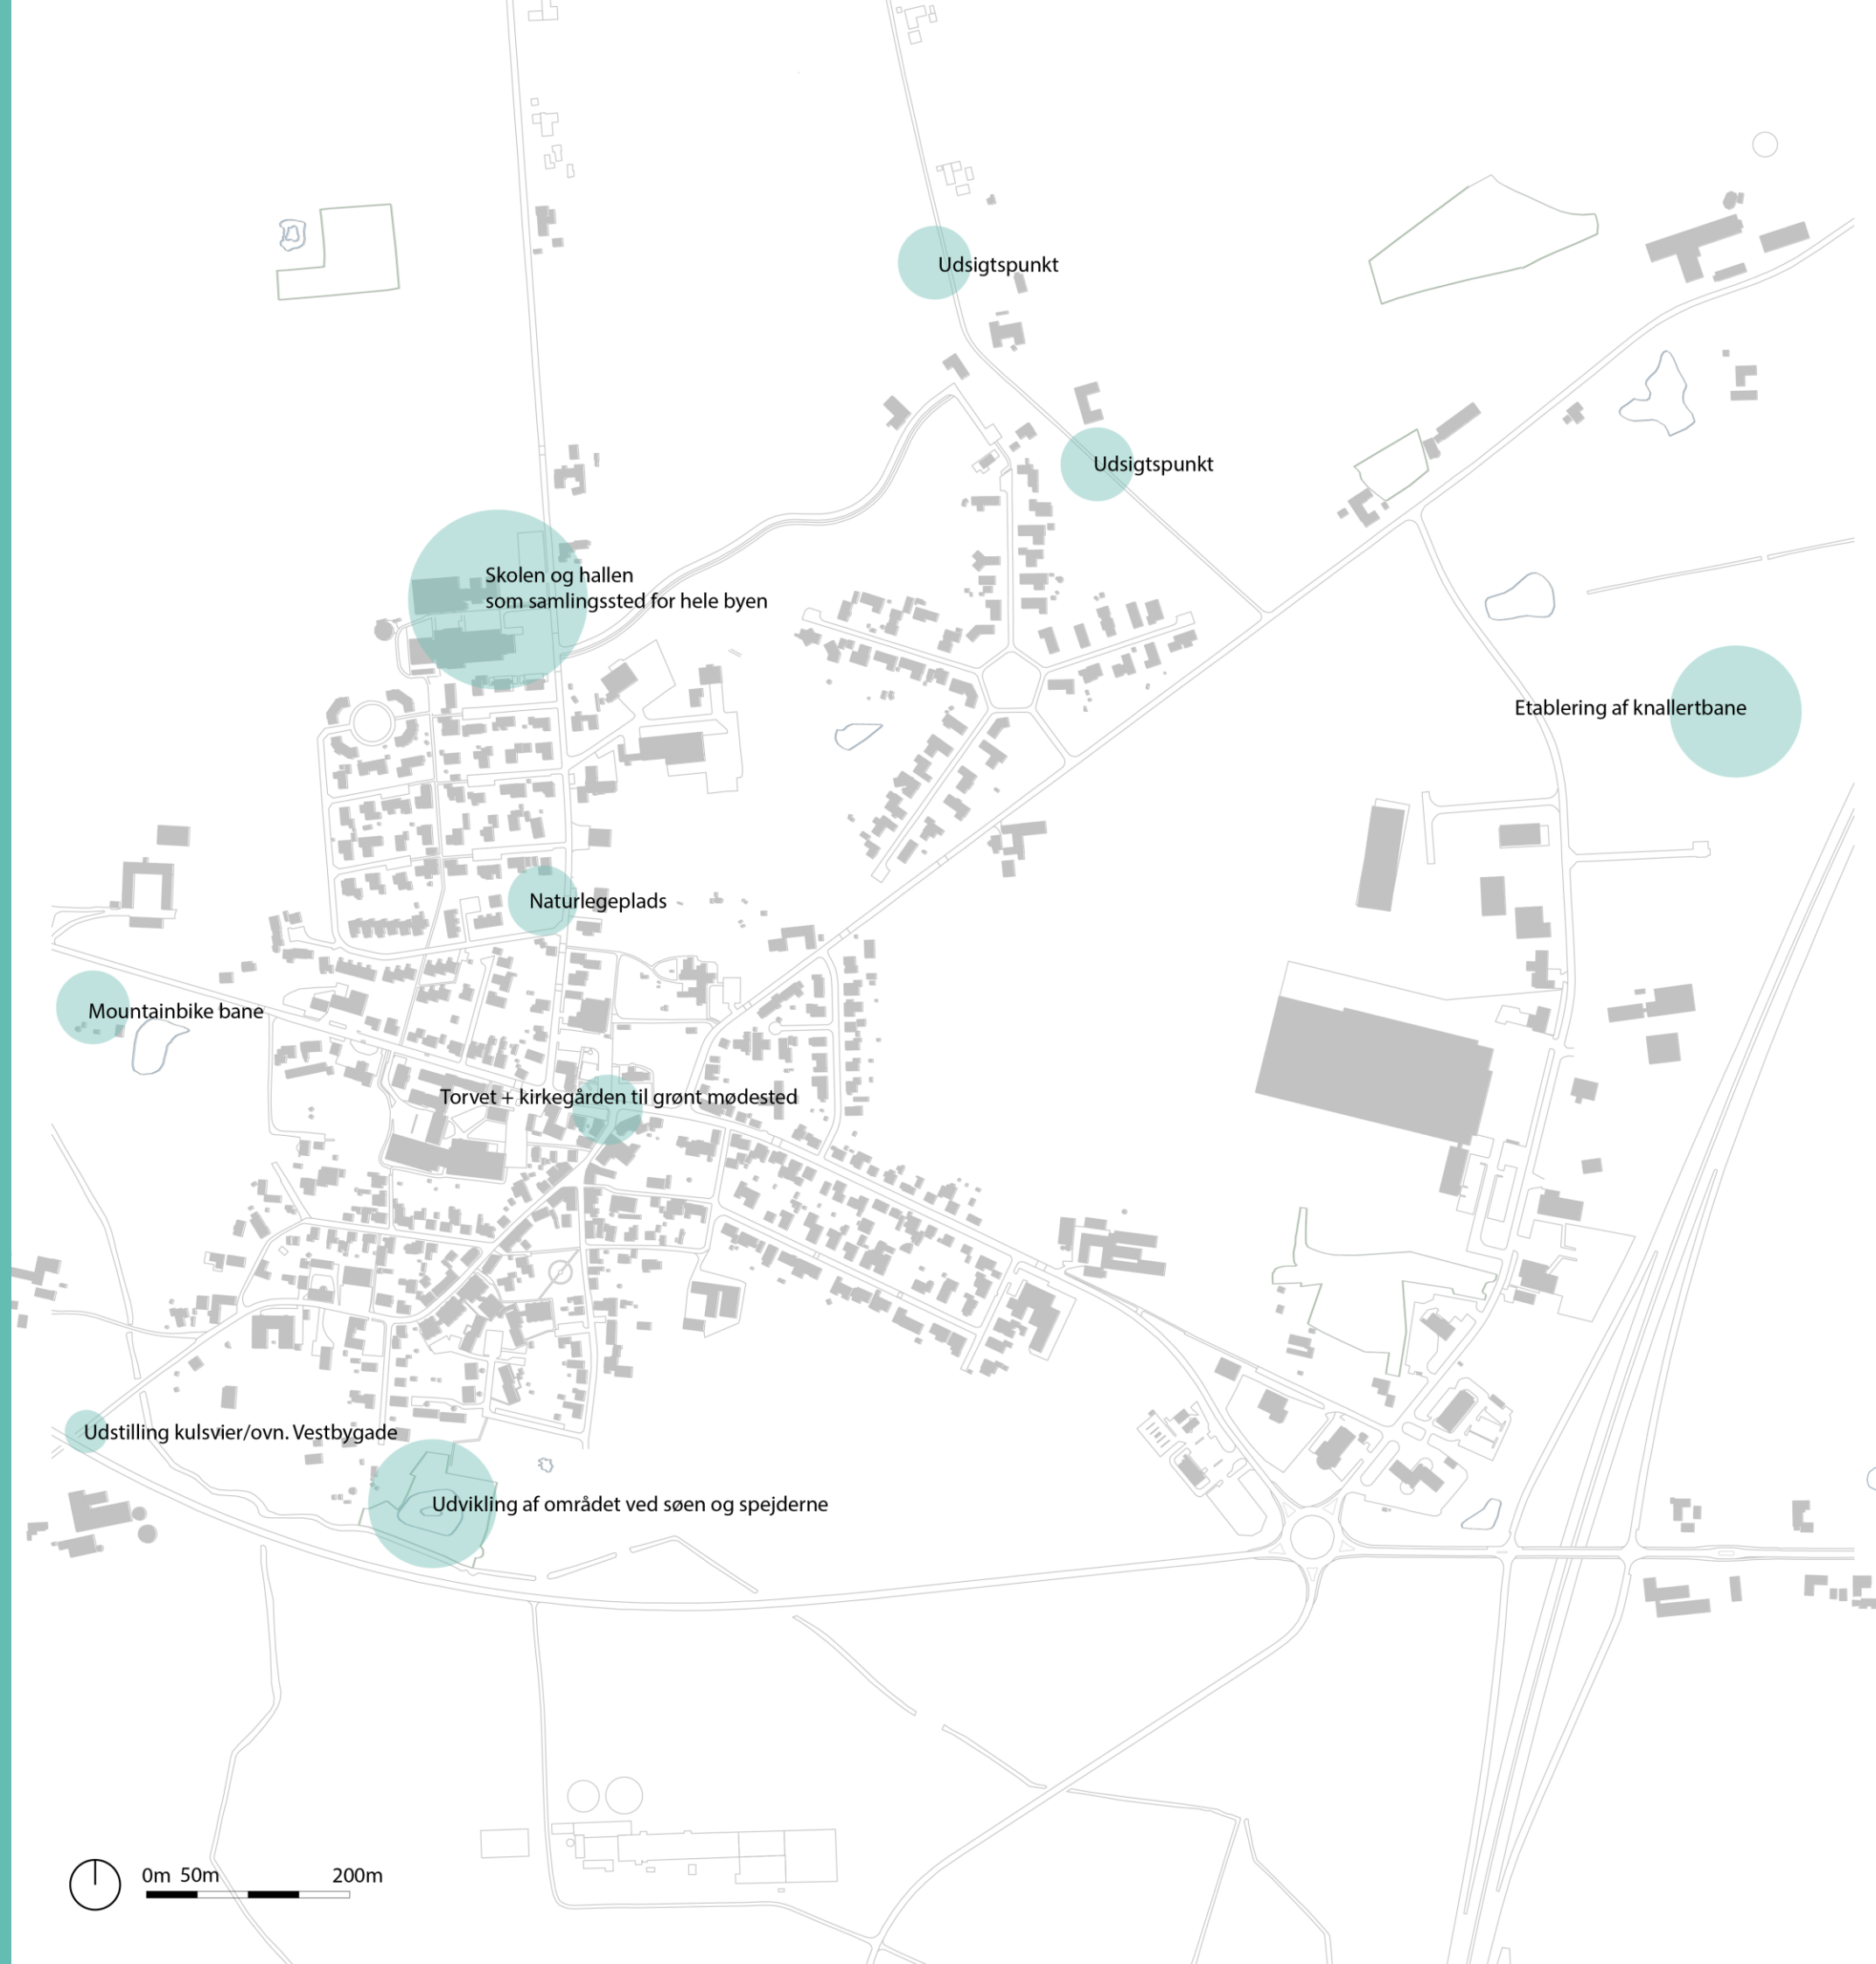 Udsigtspunkt
Udsigtspunkt
Skolen og hallen
som samlingssted for hele byen
Etablering af knallertbane
Naturlegeplads
Mountainbike bane
Torvet + kirkegården til grønt mødested
Udstilling kulsvier/ovn. Vestbygade
Udvikling af området ved søen og spejderne
0m 50m 200m